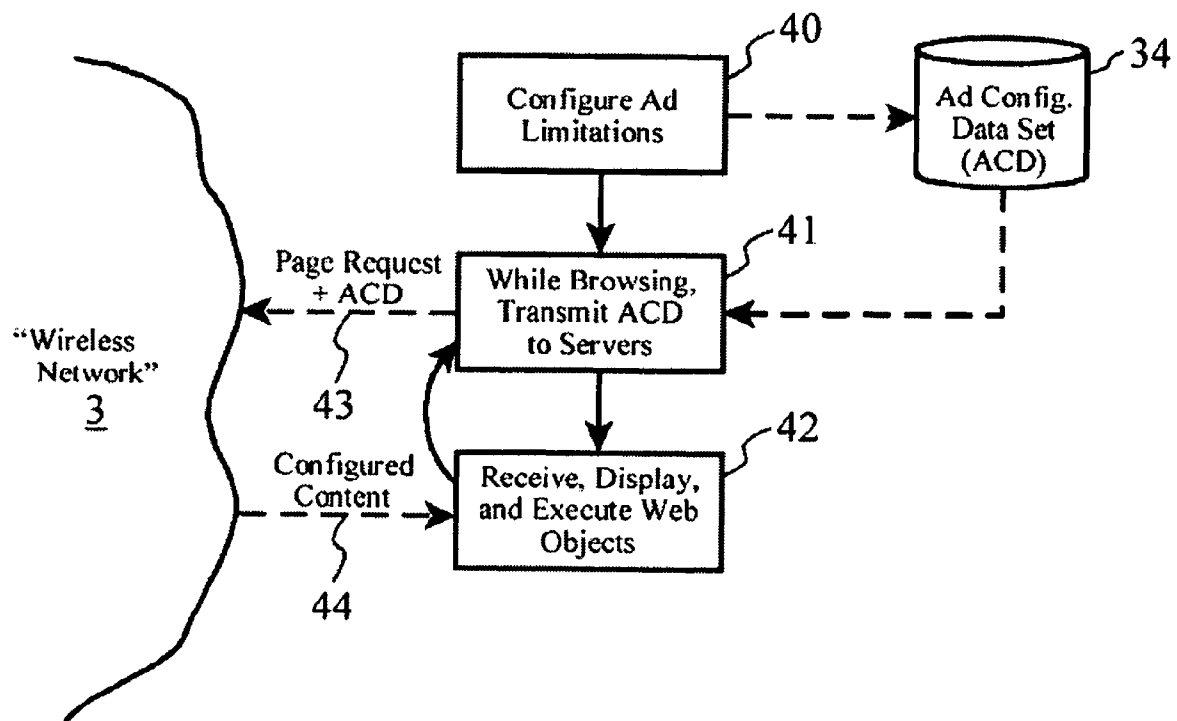 40
Configure Ad
Limitations
34
Ad Config.
Data Set
(ACD)
41
While Browsing,
Transmit ACD
to Servers
Page Request
+ ACD
43
“Wireless
Network”
3
42
Receive, Display,
and Execute Web
Objects
Configured
Content
44